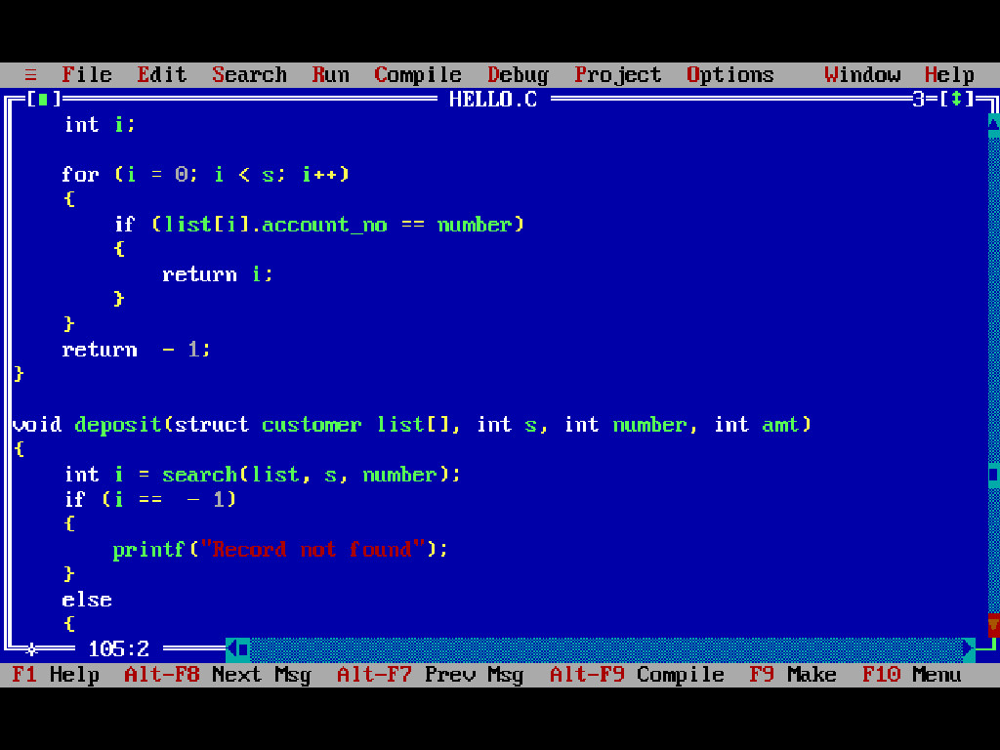 ≡ File Edit Search Run Compile Debug Project Options Window Help
[■] HELLO.C 3=[↕]
int i;
for (i = 0; i < s; i++)
{
if (list[i].account_no == number)
{
return i;
}
}
return  - 1;
}
void deposit(struct customer list[], int s, int number, int amt)
{
int i = search(list, s, number);
if (i ==  - 1)
{
printf("Record not found");
}
else
{
105:2
F1 Help Alt-F8 Next Msg Alt-F7 Prev Msg Alt-F9 Compile F9 Make F10 Menu